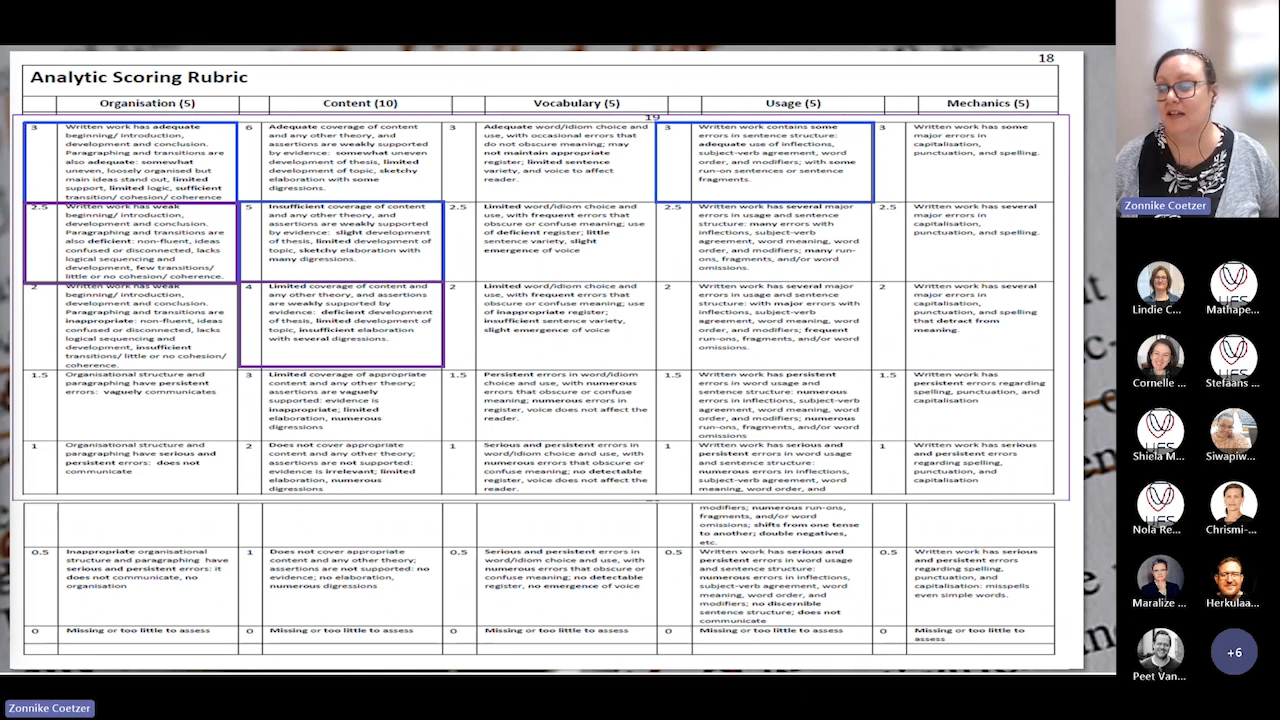 18
Analytic Scoring Rubric
Organisation (5) Content (10) Vocabulary (5) Usage (5) Mechanics (5)
19
3
Written work has adequate
beginning/ introduction,
development and conclusion.
Paragraphing and transitions are
also adequate: somewhat
uneven, loosely organised but
main ideas stand out, limited
support, limited logic, sufficient
transition/ cohesion/ coherence
6
Adequate coverage of content
and any other theory, and
assertions are weakly supported
by evidence: somewhat uneven
development of thesis, limited
development of topic, sketchy
elaboration with some
digressions.
3
Adequate word/idiom choice and
use, with occasional errors that
do not obscure meaning; may
not maintain appropriate
register; limited sentence
variety, and voice to affect
reader.
3
Written work contains some
errors in sentence structure:
adequate use of inflections,
subject-verb agreement, word
order, and modifiers; with some
run-on sentences or sentence
fragments.
3
Written work has some
major errors in
capitalisation,
punctuation, and spelling.
2.5
Written work has weak
beginning/ introduction,
development and conclusion.
Paragraphing and transitions are
also deficient: non-fluent, ideas
confused or disconnected, lacks
logical sequencing and
development, few transitions/
little or no cohesion/ coherence.
5
Insufficient coverage of content
and any other theory, and
assertions are weakly supported
by evidence: slight development
of thesis, limited development of
topic, sketchy elaboration with
many digressions.
2.5
Limited word/idiom choice and
use, with frequent errors that
obscure or confuse meaning; use
of deficient register; little
sentence variety, slight
emergence of voice
2.5
Written work has several major
errors in usage and sentence
structure: many errors with
inflections, subject-verb
agreement, word meaning, word
order, and modifiers; many run-
ons, fragments, and/or word
omissions.
2.5
Written work has several
major errors in
capitalisation,
punctuation, and spelling.
2
Written work has weak
beginning/ introduction,
development and conclusion.
Paragraphing and transitions are
inappropriate: non-fluent, ideas
confused or disconnected, lacks
logical sequencing and
development, insufficient
transitions/ little or no cohesion/
coherence.
4
Limited coverage of content and
any other theory, and assertions
are weakly supported by
evidence: deficient development
of thesis, limited development of
topic, insufficient elaboration
with several digressions.
2
Limited word/idiom choice and
use, with frequent errors that
obscure or confuse meaning; use
of inappropriate register;
insufficient sentence variety,
slight emergence of voice
2
Written work has several major
errors in usage and sentence
structure: with major errors with
inflections, subject-verb
agreement, word meaning, word
order, and modifiers; frequent
run-ons, fragments, and/or word
omissions.
2
Written work has several
major errors in
capitalisation,
punctuation, and spelling
that detract from
meaning.
1.5
Organisational structure and
paragraphing have persistent
errors: vaguely communicates
3
Limited coverage of appropriate
content and any other theory;
assertions are vaguely
supported: evidence is
inappropriate; limited
elaboration, numerous
digressions
1.5
Persistent errors in word/idiom
choice and use, with numerous
errors that obscure or confuse
meaning; numerous errors in
register, voice does not affect the
reader.
1.5
Written work has persistent
errors in word usage and
sentence structure: numerous
errors in inflections, subject-verb
agreement, word meaning, word
order, and modifiers; numerous
run-ons, fragments, and/or word
omissions
1.5
Written work has
persistent errors regarding
spelling, punctuation, and
capitalisation
1
Organisational structure and
paragraphing have serious and
persistent errors: does not
communicate
2
Does not cover appropriate
content and any other theory;
assertions are not supported:
evidence is irrelevant; limited
elaboration, numerous
digressions
1
Serious and persistent errors in
word/idiom choice and use, with
numerous errors that obscure or
confuse meaning; no detectable
register, voice does not affect the
reader.
1
Written work has serious and
persistent errors in word usage
and sentence structure:
numerous errors in inflections,
subject-verb agreement, word
meaning, word order, and
modifiers; numerous run-ons,
fragments, and/or word
omissions; shifts from one tense
to another; double negatives,
etc.
1
Written work has serious
and persistent errors
regarding spelling,
punctuation, and
capitalisation
0.5
Inappropriate organisational
structure and paragraphing have
serious and persistent errors: it
does not communicate, no
organisation
1
Does not cover appropriate
content and any other theory;
assertions are not supported: no
evidence; no elaboration,
numerous digressions
0.5
Serious and persistent errors in
word/idiom choice and use, with
numerous errors that obscure or
confuse meaning; no detectable
register, no emergence of voice
0.5
Written work has serious and
persistent errors in word usage
and sentence structure:
numerous errors in inflections,
subject-verb agreement, word
meaning, word order, and
modifiers; no discernible
sentence structure; does not
communicate
0.5
Written work has serious
and persistent errors
regarding spelling,
punctuation, and
capitalisation: misspells
even simple words.
0
Missing or too little to assess
0
Missing or too little to assess
0
Missing or too little to assess
0
Missing or too little to assess
0
Missing or too little to
assess
Zonnike Coetzer
Lindie C...
Mathape...
Cornelle ...
Stefaans ...
Shiela M...
Siwapiw...
Nola Re...
Chrismi-...
Maralize ...
Herkulaa...
Peet Van...
+6
Zonnike Coetzer